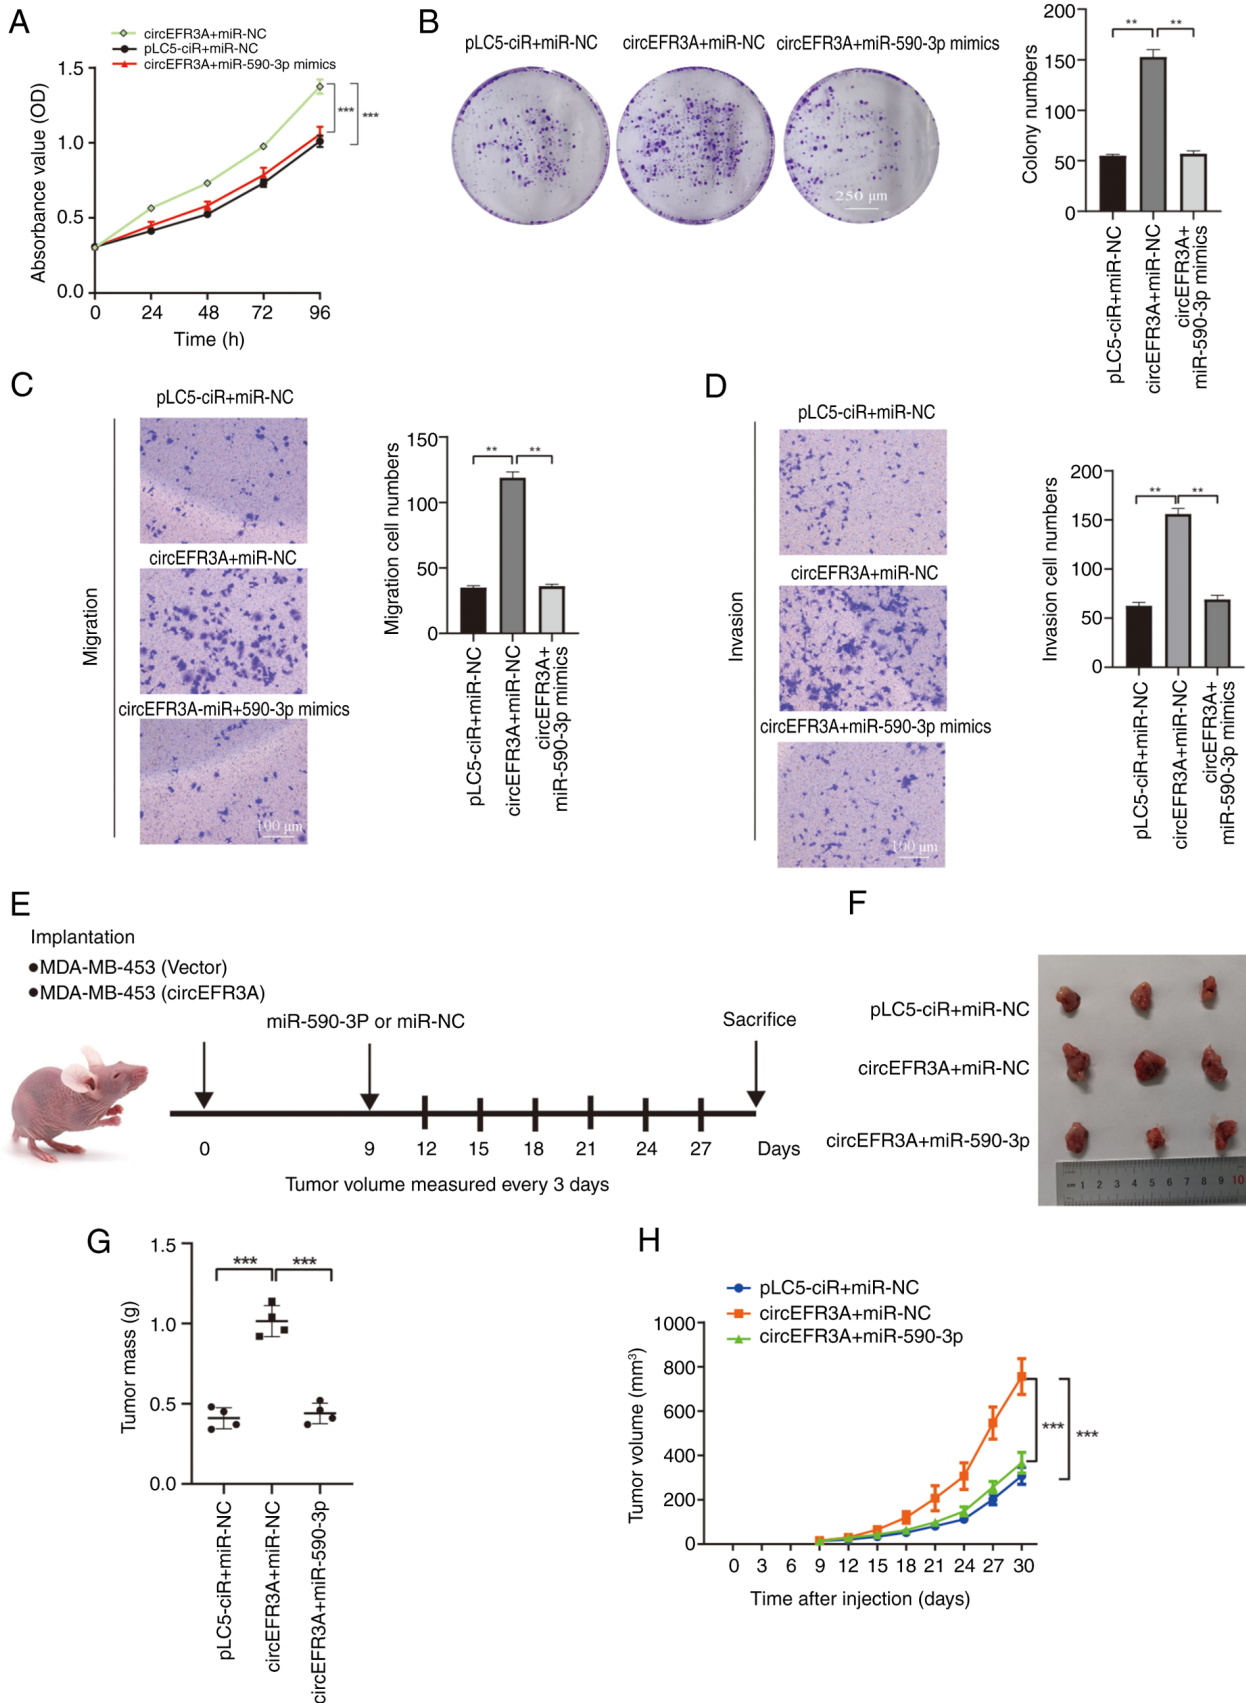 A
circEFR3A+miR-NC
pLC5-ciR+miR-NC
circEFR3A+miR-590-3p mimics
Absorbance value (OD)
1.5
1.0
0.5
0.0
***
***
0 24 48 72 96
Time (h)
B
pLC5-ciR+miR-NC
circEFR3A+miR-NC
circEFR3A+miR-590-3p mimics
250 μm
Colony numbers
200
150
100
50
0
** **
pLC5-ciR+miR-NC
circEFR3A+miR-NC
circEFR3A+
miR-590-3p mimics
C
Migration
pLC5-ciR+miR-NC
circEFR3A+miR-NC
circEFR3A-miR+590-3p mimics
100 μm
Migration cell numbers
150
100
50
0
** **
pLC5-ciR+miR-NC
circEFR3A+miR-NC
circEFR3A+
miR-590-3p mimics
D
Invasion
pLC5-ciR+miR-NC
circEFR3A+miR-NC
circEFR3A+miR-590-3p mimics
100 μm
Invasion cell numbers
200
150
100
50
0
** **
pLC5-ciR+miR-NC
circEFR3A+miR-NC
circEFR3A+
miR-590-3p mimics
E
Implantation
●MDA-MB-453 (Vector)
●MDA-MB-453 (circEFR3A)
miR-590-3P or miR-NC
Sacrifice
0 9 12 15 18 21 24 27 Days
Tumor volume measured every 3 days
F
pLC5-ciR+miR-NC
circEFR3A+miR-NC
circEFR3A+miR-590-3p
cm 1 2 3 4 5 6 7 8 9 10
G
Tumor mass (g)
1.5
1.0
0.5
0.0
*** ***
pLC5-ciR+miR-NC
circEFR3A+miR-NC
circEFR3A+miR-590-3p
H
pLC5-ciR+miR-NC
circEFR3A+miR-NC
circEFR3A+miR-590-3p
Tumor volume (mm³)
1000
800
600
400
200
0
***
***
0 3 6 9 12 15 18 21 24 27 30
Time after injection (days)